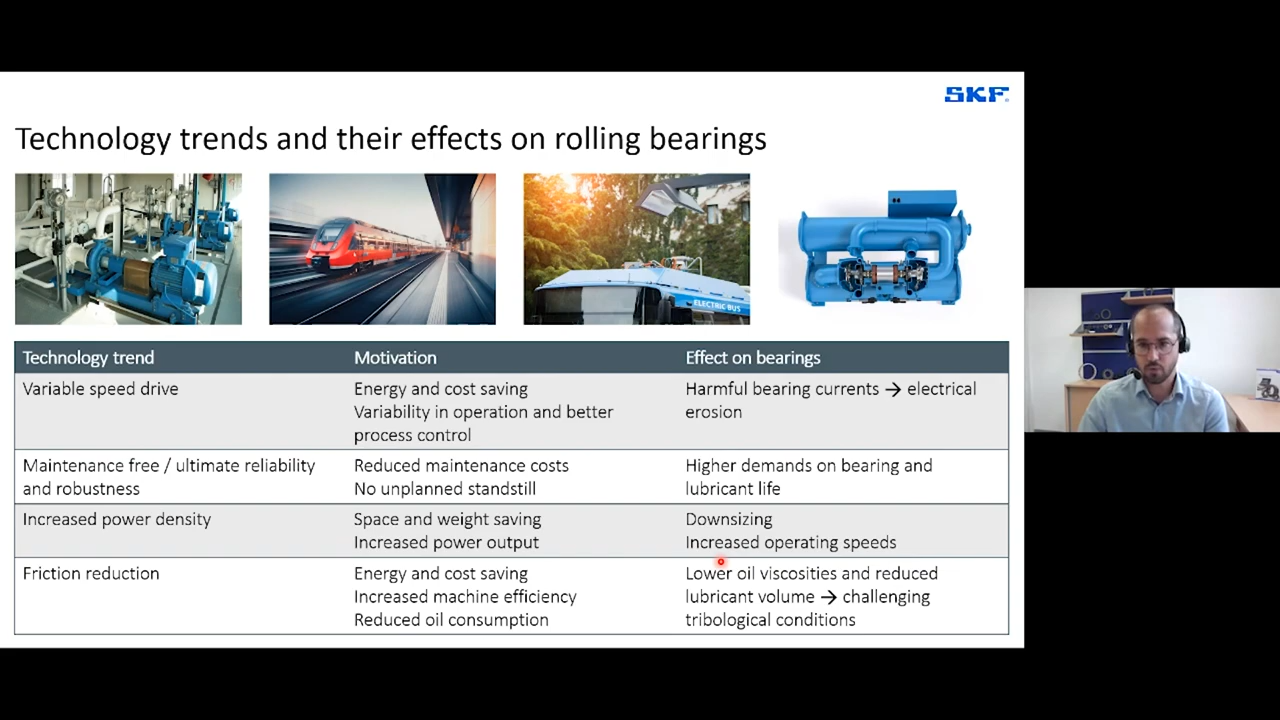 SKF
Technology trends and their effects on rolling bearings
ELECTRIC BUS
Technology trend
Motivation
Effect on bearings
Variable speed drive
Energy and cost saving
Variability in operation and better
process control
Harmful bearing currents → electrical
erosion
Maintenance free / ultimate reliability
and robustness
Reduced maintenance costs
No unplanned standstill
Higher demands on bearing and
lubricant life
Increased power density
Space and weight saving
Increased power output
Downsizing
Increased operating speeds
Friction reduction
Energy and cost saving
Increased machine efficiency
Reduced oil consumption
Lower oil viscosities and reduced
lubricant volume → challenging
tribological conditions